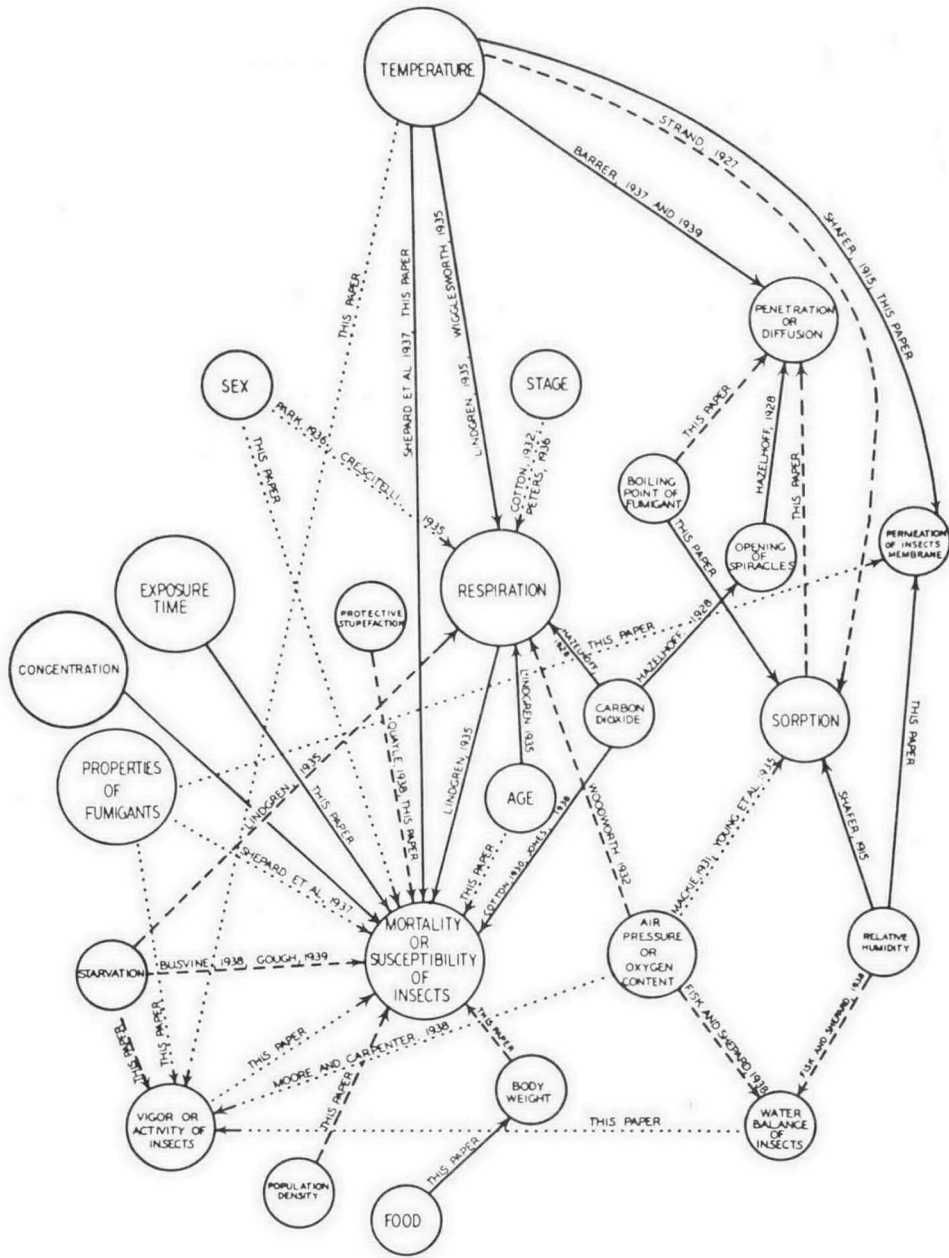 TEMPERATURE
STRAND, 1927
BARRER, 1937 AND 1939
SHAFER, 1915, THIS PAPER
THIS PAPER
SHEPARD ET AL 1937, THIS PAPER
LINDGREN, 1935, WIGGLESWORTH, 1935
PENETRATION
OR
DIFFUSION
SEX
PARK, 1936, CRESCITELLI, 1935
THIS PAPER
STAGE
COTTON, 1932
PETERS, 1936
THIS PAPER
HAZELHOFF, 1928
THIS PAPER
BOILING
POINT OF
FUMIGANT
THIS PAPER
OPENING
OF
SPIRACLES
PERMEATION
OF INSECTS
MEMBRANE
EXPOSURE
TIME
PROTECTIVE
STUPEFACTION
RESPIRATION
THIS PAPER
HAZELHOFF
1928
HAZELHOFF, 1928
CONCENTRATION
CARBON
DIOXIDE
SORPTION
THIS PAPER
PROPERTIES
OF
FUMIGANTS
LINDGREN, 1935
THIS PAPER
QUAYLE, 1938, THIS PAPER
LINDGREN, 1935
LINDGREN 1935
AGE
THIS PAPER
COTTON, 1930, JONES, 1938
WOODWORTH 1932
MACKIE, 1931, YOUNG ET AL, 1935
SHAFER, 1915
SHEPARD ET AL, 1937
MORTALITY
OR
SUSCEPTIBILITY
OF
INSECTS
AIR
PRESSURE
OR
OXYGEN
CONTENT
RELATIVE
HUMIDITY
STARVATION
BUSVINE, 1938, GOUGH, 1939
THIS PAPER
THIS PAPER
THIS PAPER
MOORE AND CARPENTER, 1938
THIS PAPER
THIS PAPER
FISK AND SHEPARD 1938
FISK AND SHEPARD, 1938
VIGOR OR
ACTIVITY OF
INSECTS
BODY
WEIGHT
THIS PAPER
WATER
BALANCE
OF
INSECTS
POPULATION
DENSITY
THIS PAPER
FOOD